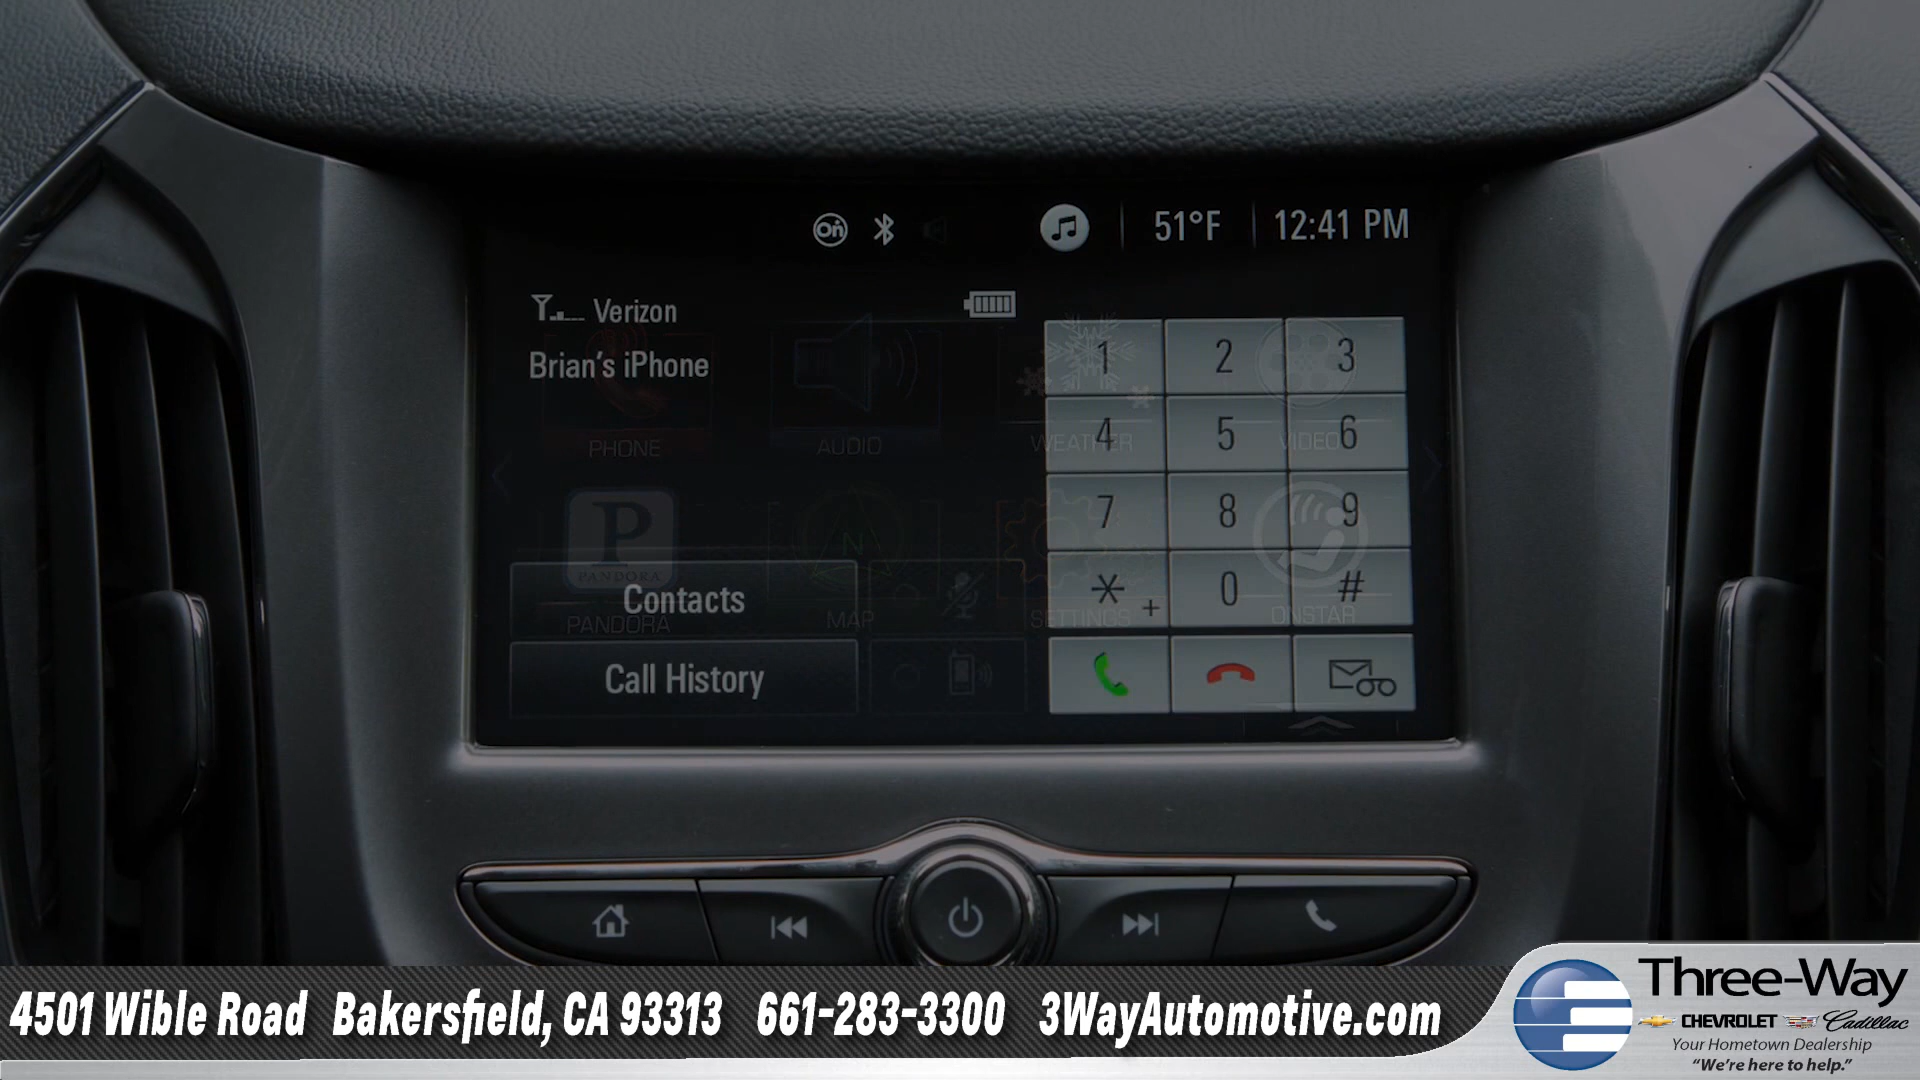 On
51°F
12:41 PM
Verizon
Brian's iPhone
1 2 3
PHONE
AUDIO
WEATHER
VIDEO
4 5 6
7 8 9
P
PANDORA
N
Contacts
* + 0 #
PANDORA
MAP
SETTINGS
ONSTAR
Call History
4501 Wible Road Bakersfield, CA 93313 661-283-3300 3WayAutomotive.com
Three-Way
CHEVROLET Cadillac
Your Hometown Dealership
"We're here to help."